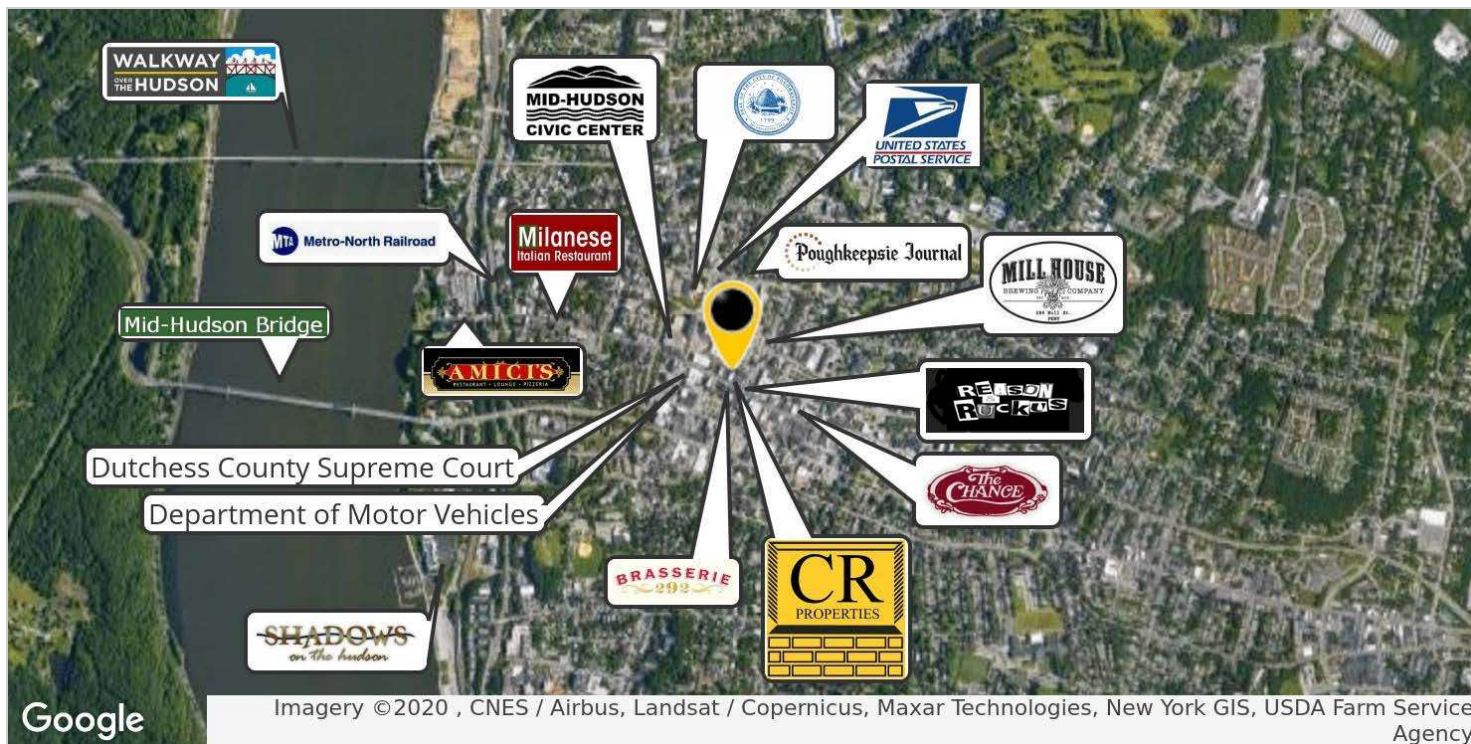 WALKWAY
OVER
THE HUDSON
MID-HUDSON
CIVIC CENTER
1799
UNITED STATES
POSTAL SERVICE
MTA Metro-North Railroad
Milanese
Italian Restaurant
Poughkeepsie Journal
MILL HOUSE
BREWING COMPANY
Mid-Hudson Bridge
AMICI'S
RESTAURANT • LOUNGE • PIZZERIA
REASON
& RUCKUS
Dutchess County Supreme Court
Department of Motor Vehicles
The
CHANCE
BRASSERIE
292
CR
PROPERTIES
SHADOWS
on the hudson
Google
Imagery ©2020 , CNES / Airbus, Landsat / Copernicus, Maxar Technologies, New York GIS, USDA Farm Service
Agency